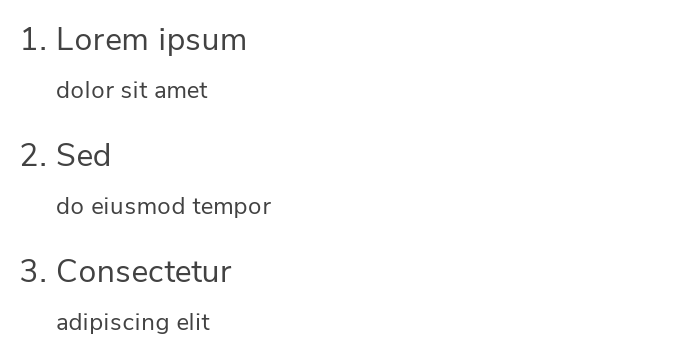 1. Lorem ipsum
dolor sit amet
2. Sed
do eiusmod tempor
3. Consectetur
adipiscing elit